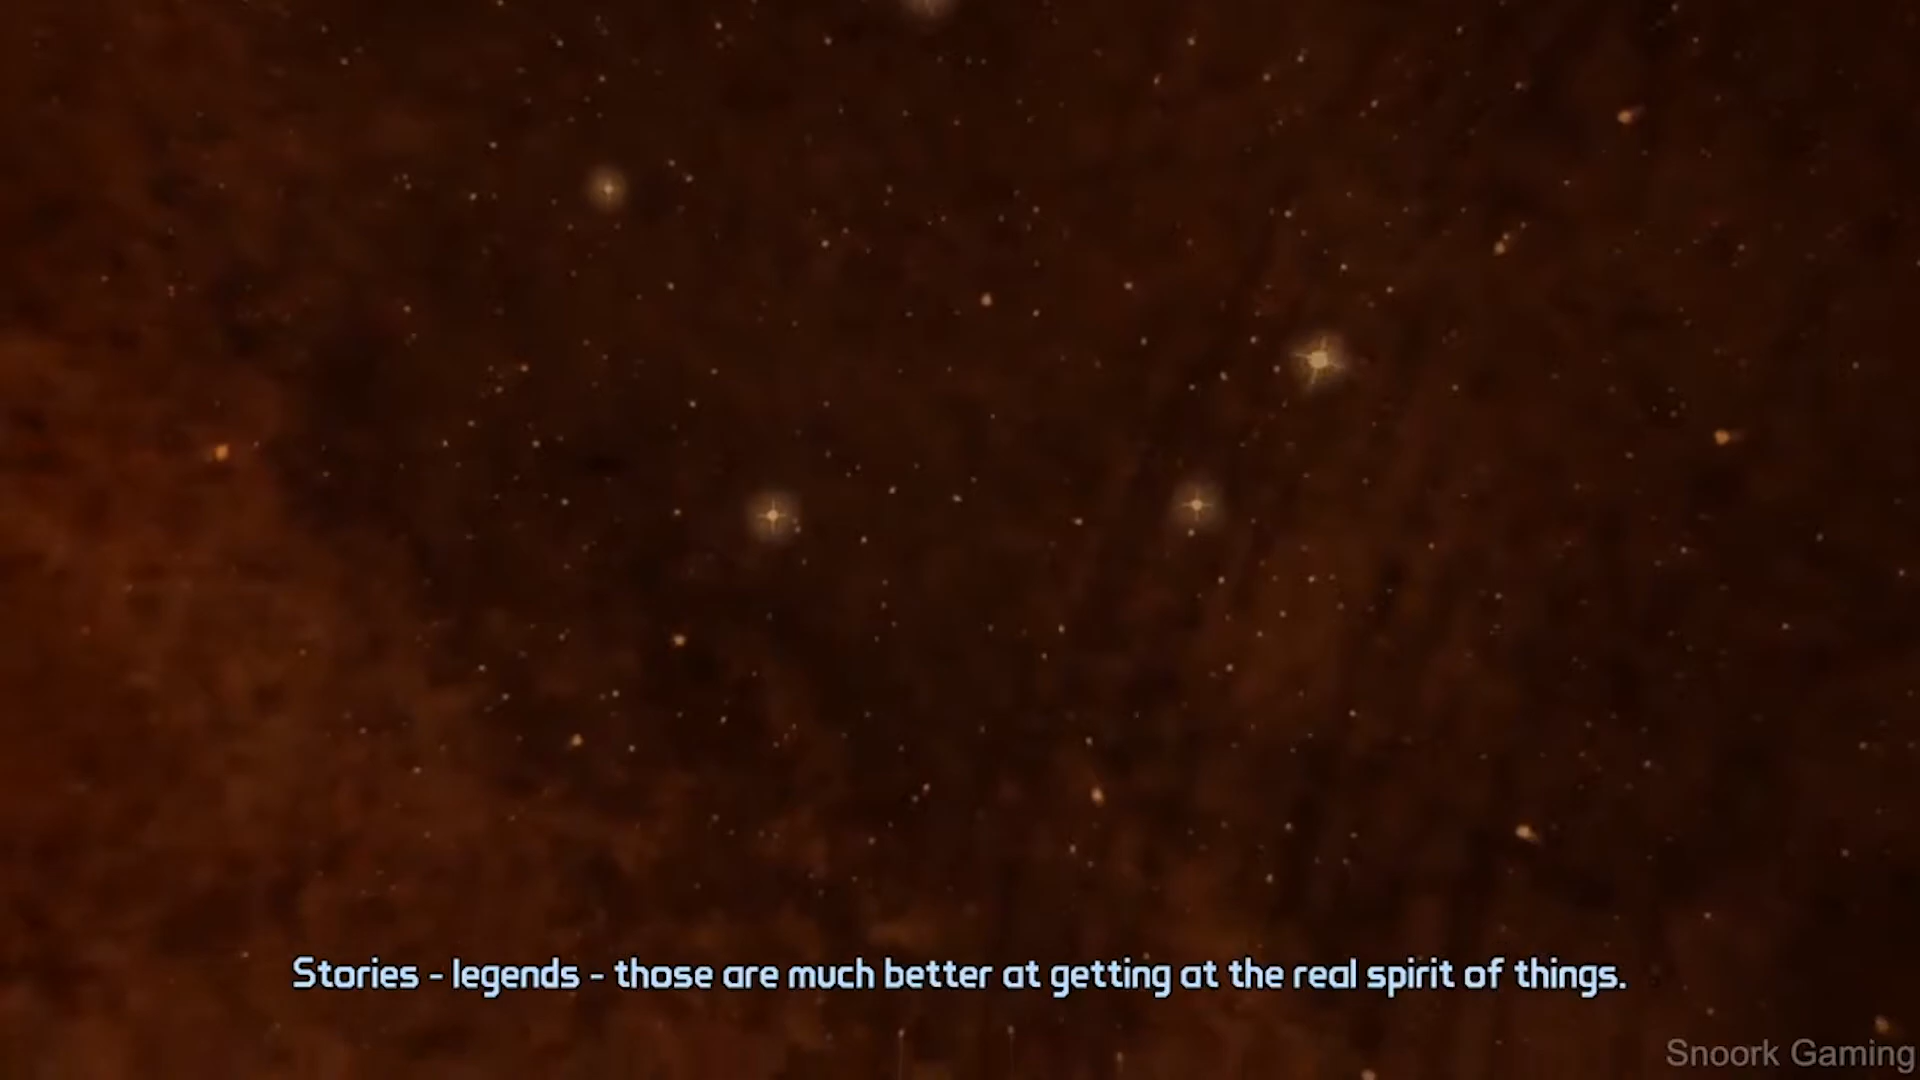 Stories - legends - those are much better at getting at the real spirit of things.
Snoork Gaming